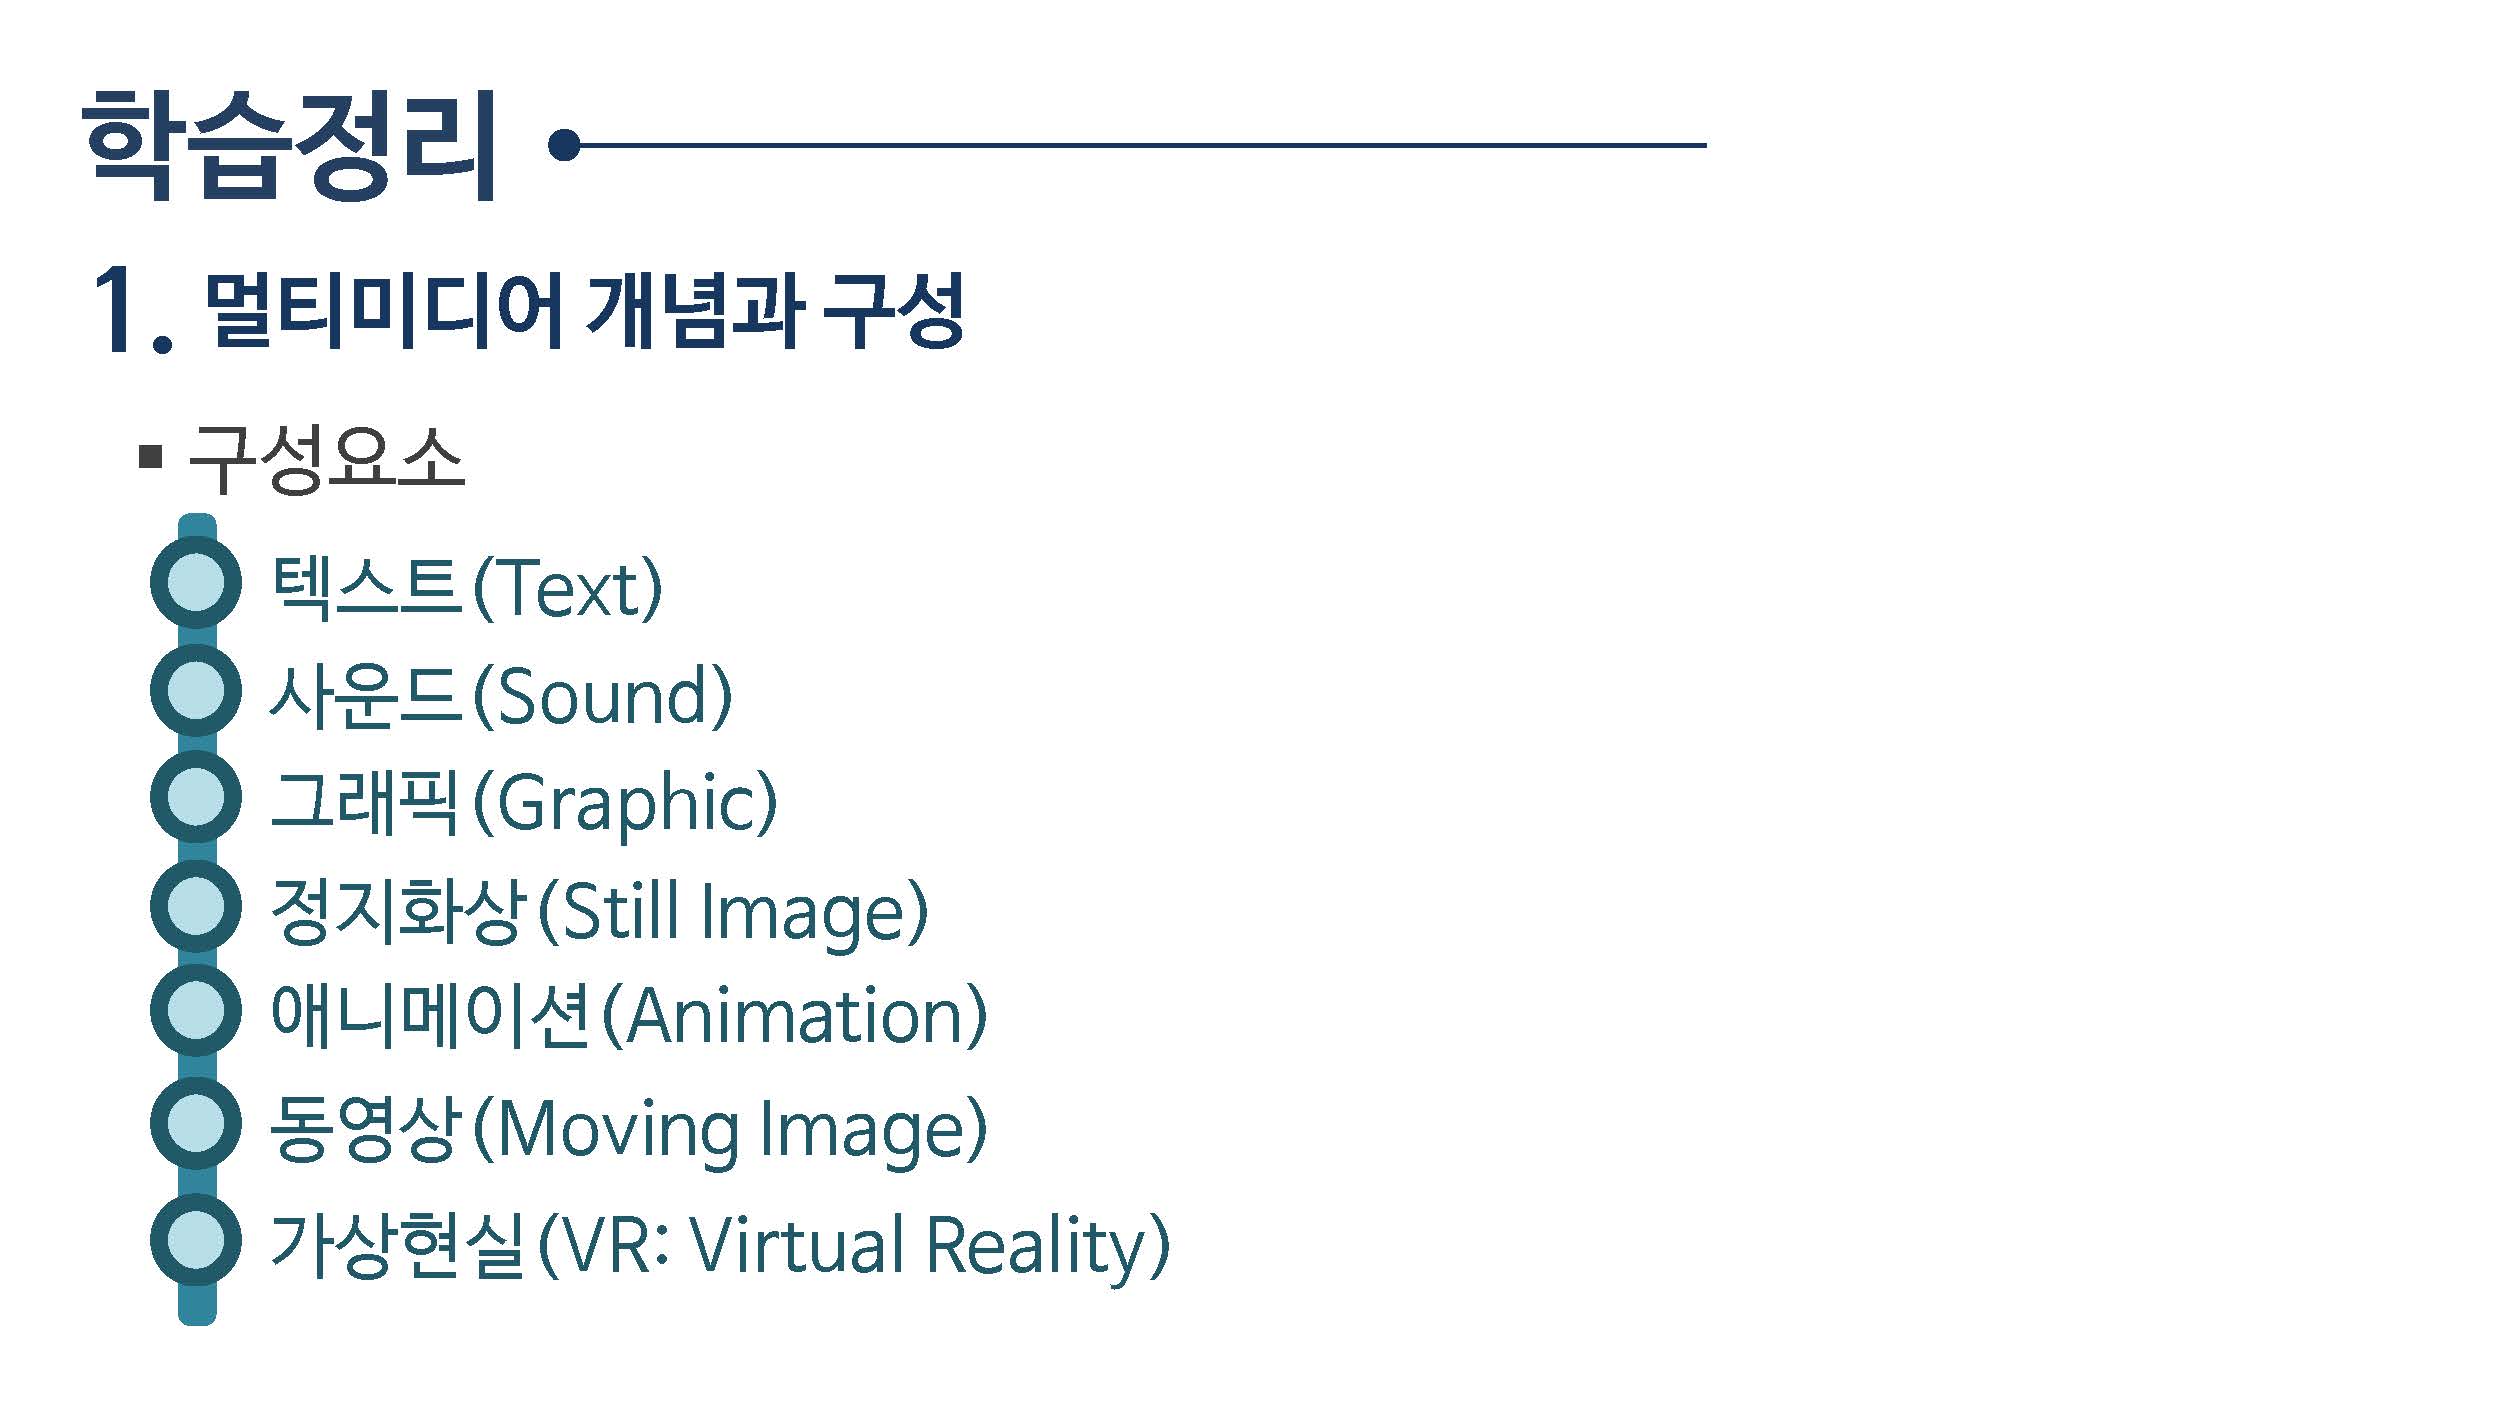 학습정리
1. 멀티미디어 개념과 구성
▪ 구성요소
텍스트(Text)
사운드(Sound)
그래픽(Graphic)
정지화상(Still Image)
애니메이션(Animation)
동영상(Moving Image)
가상현실(VR: Virtual Reality)